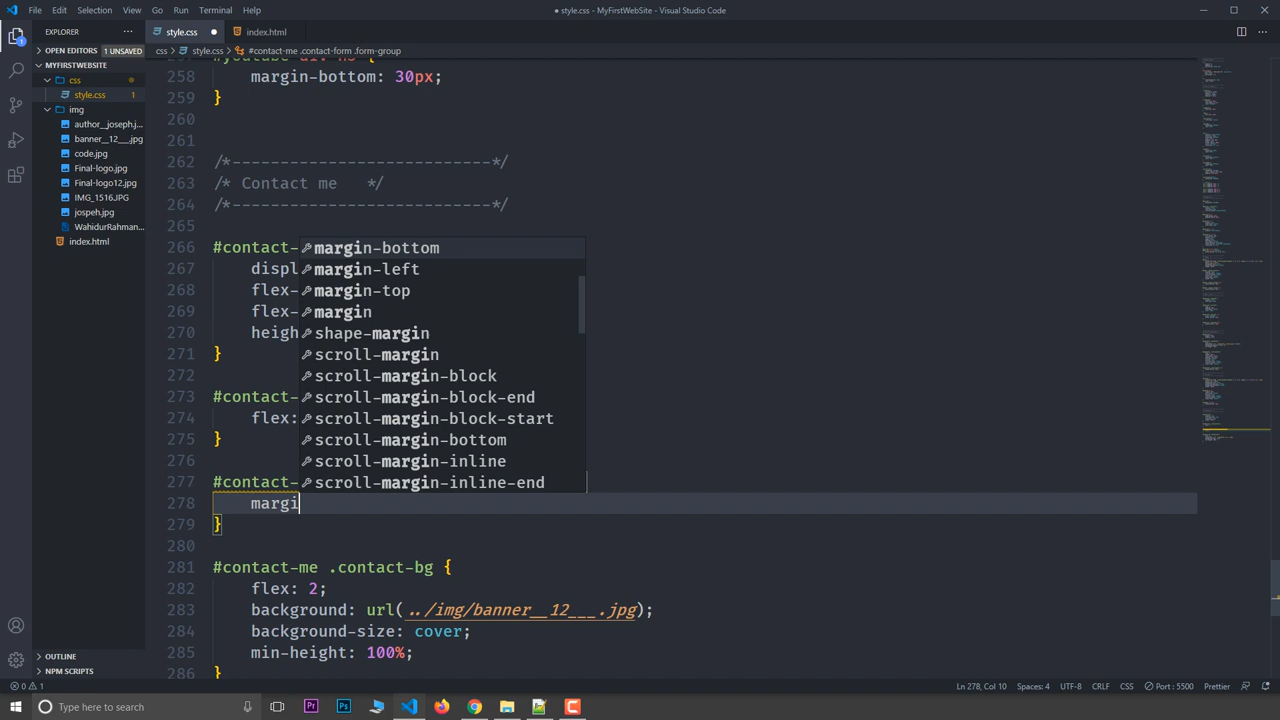 File Edit Selection View Go Run Terminal Help
● style.css - MyFirstWebSite - Visual Studio Code
EXPLORER
style.css
index.html
OPEN EDITORS 1 UNSAVED
css > style.css > #contact-me .contact-form .form-group
MYFIRSTWEBSITE
css
style.css 1
img
author__joseph.j...
banner__12___.jpg
code.jpg
Final-logo.jpg
Final-logo12.jpg
IMG_1516.JPG
jospeh.jpg
WahidurRahman...
index.html
OUTLINE
NPM SCRIPTS
1
258 margin-bottom: 30px;
259 }
260
261
262 /*---------------------------*/
263 /* Contact me */
264 /*---------------------------*/
265
266 #contact-
267 displ
268 flex-
269 flex-
270 heigh
271 }
272
273 #contact-
274 flex:
275 }
276
277 #contact-
278 margi
279 }
280
281 #contact-me .contact-bg {
282 flex: 2;
283 background: url(../img/banner__12___.jpg);
284 background-size: cover;
285 min-height: 100%;
286 }
margin-bottom
margin-left
margin-top
margin
shape-margin
scroll-margin
scroll-margin-block
scroll-margin-block-end
scroll-margin-block-start
scroll-margin-bottom
scroll-margin-inline
scroll-margin-inline-end
0 1
Ln 278, Col 10 Spaces: 4 UTF-8 CRLF CSS Port : 5500 Prettier
Type here to search
Pr
Ps